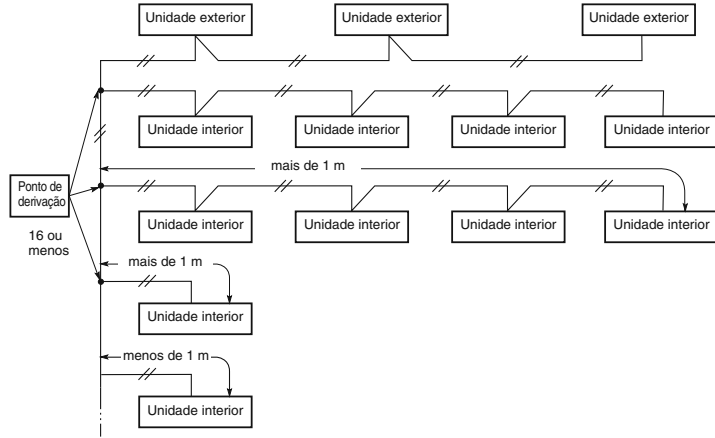 Unidade exterior
Unidade exterior
Unidade exterior
Unidade interior
Unidade interior
Unidade interior
Unidade interior
mais de 1 m
Ponto de
derivação
16 ou
menos
Unidade interior
Unidade interior
Unidade interior
Unidade interior
mais de 1 m
Unidade interior
menos de 1 m
Unidade interior